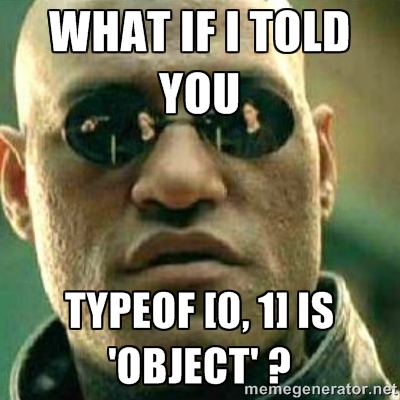 WHAT IF I TOLD
YOU
TYPEOF [0, 1] IS
'OBJECT' ?
memegenerator.net